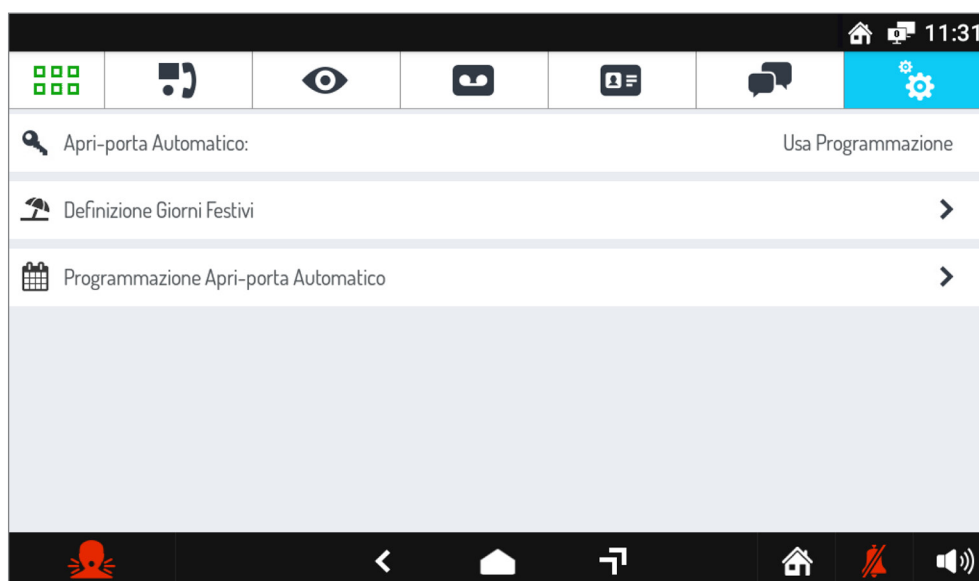 11:31
Apri-porta Automatico:
Usa Programmazione
Definizione Giorni Festivi
Programmazione Apri-porta Automatico